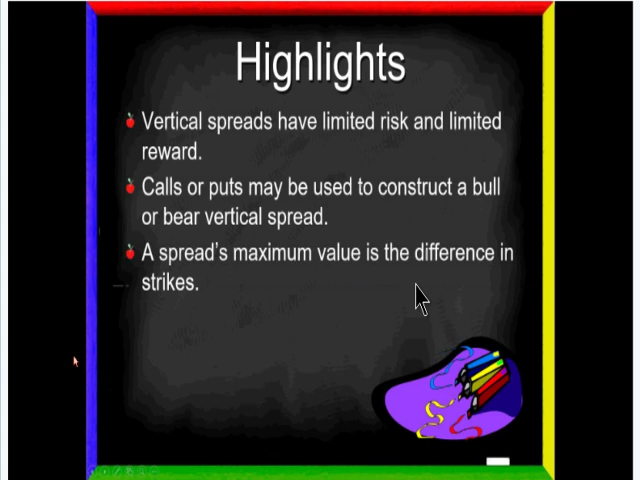 Highlights
Vertical spreads have limited risk and limited
reward.
Calls or puts may be used to construct a bull
or bear vertical spread.
A spread's maximum value is the difference in
strikes.